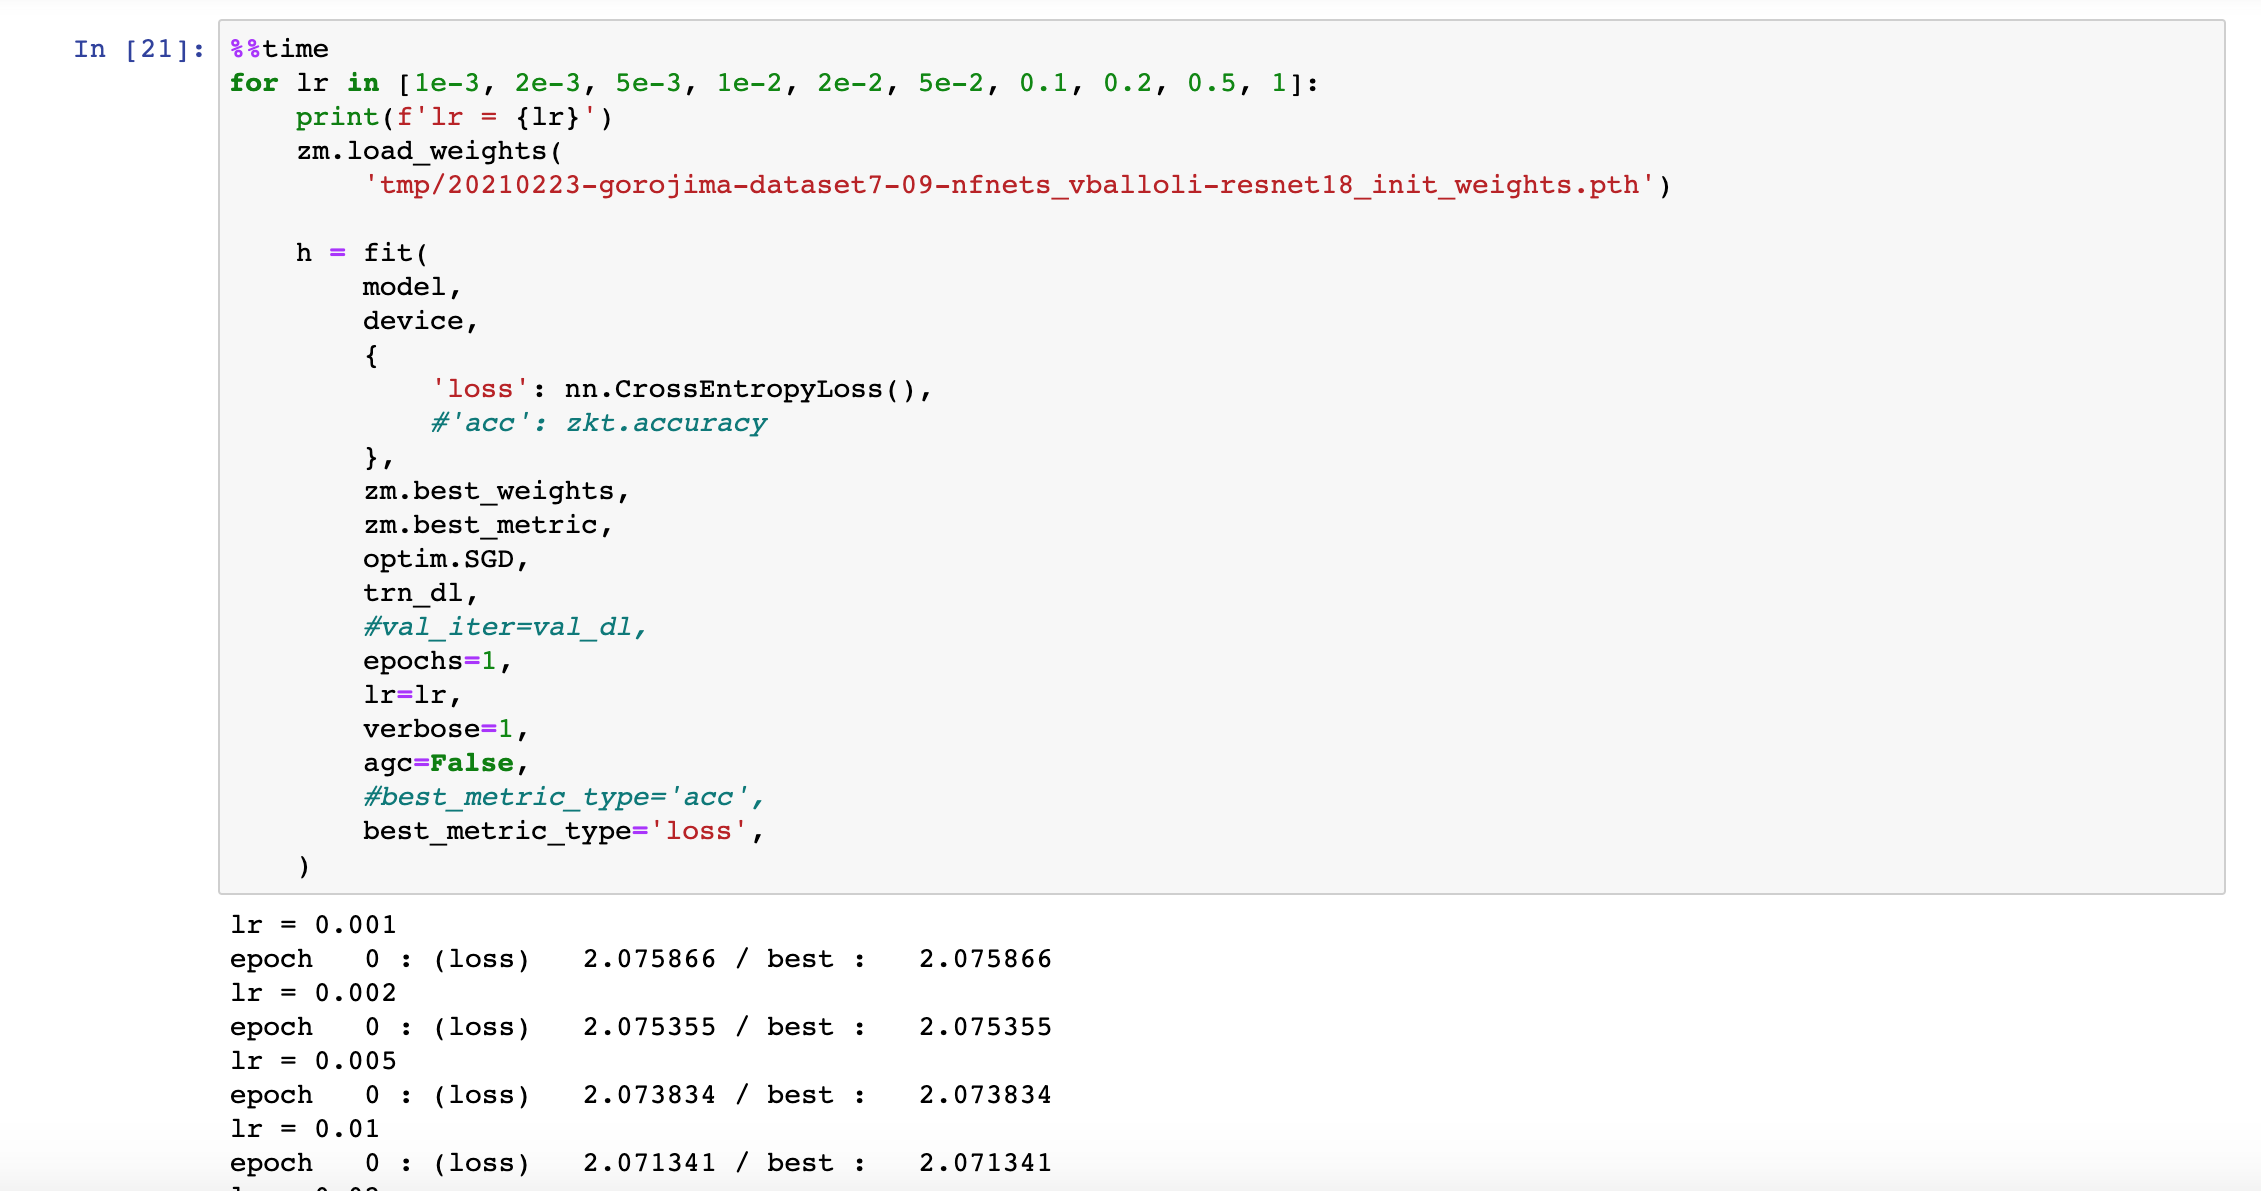 In [21]:
%%time
for lr in [1e-3, 2e-3, 5e-3, 1e-2, 2e-2, 5e-2, 0.1, 0.2, 0.5, 1]:
    print(f'lr = {lr}')
    zm.load_weights(
        'tmp/20210223-gorojima-dataset7-09-nfnets_vballoli-resnet18_init_weights.pth')

    h = fit(
        model,
        device,
        {
            'loss': nn.CrossEntropyLoss(),
            #'acc': zkt.accuracy
        },
        zm.best_weights,
        zm.best_metric,
        optim.SGD,
        trn_dl,
        #val_iter=val_dl,
        epochs=1,
        lr=lr,
        verbose=1,
        agc=False,
        #best_metric_type='acc',
        best_metric_type='loss',
    )
lr = 0.001
epoch   0 : (loss)   2.075866 / best :   2.075866
lr = 0.002
epoch   0 : (loss)   2.075355 / best :   2.075355
lr = 0.005
epoch   0 : (loss)   2.073834 / best :   2.073834
lr = 0.01
epoch   0 : (loss)   2.071341 / best :   2.071341